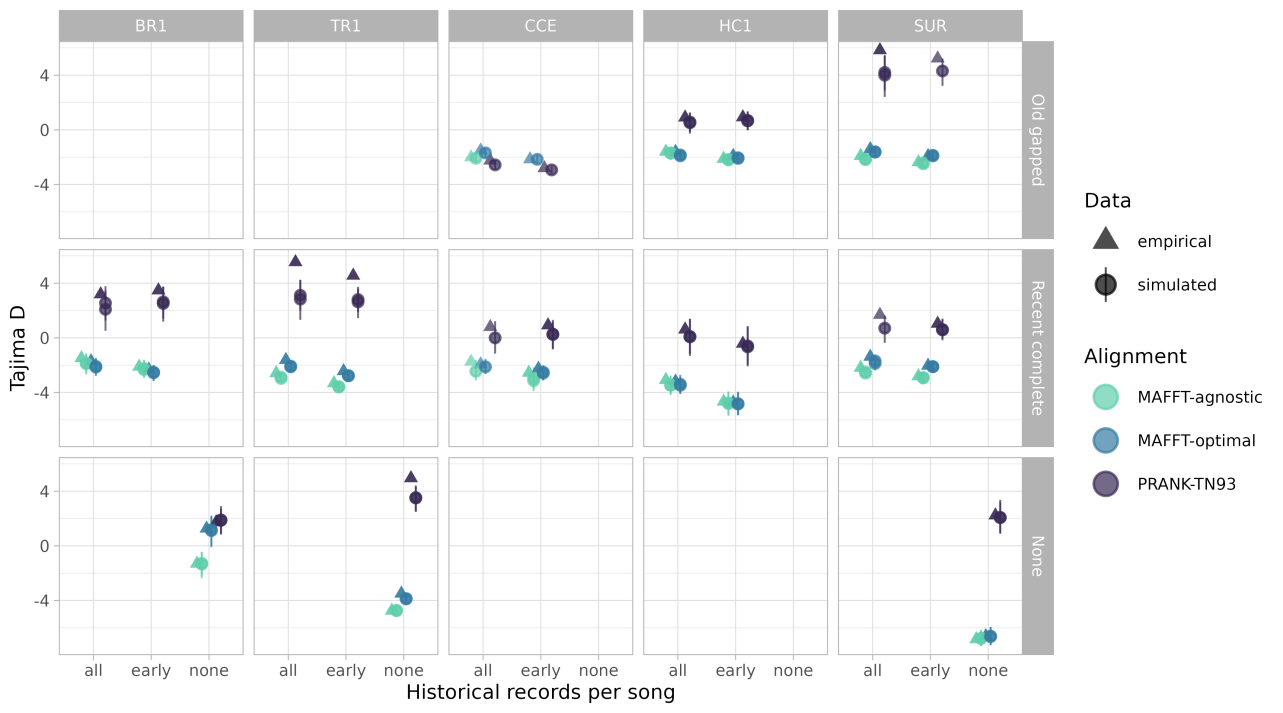 BR1 TR1 CCE HC1 SUR
4
0
-4
Old gapped
4
0
-4
Recent complete
4
0
-4
None
Tajima D
all early none all early none all early none all early none all early none
Historical records per song
Data
empirical
simulated
Alignment
MAFFT-agnostic
MAFFT-optimal
PRANK-TN93